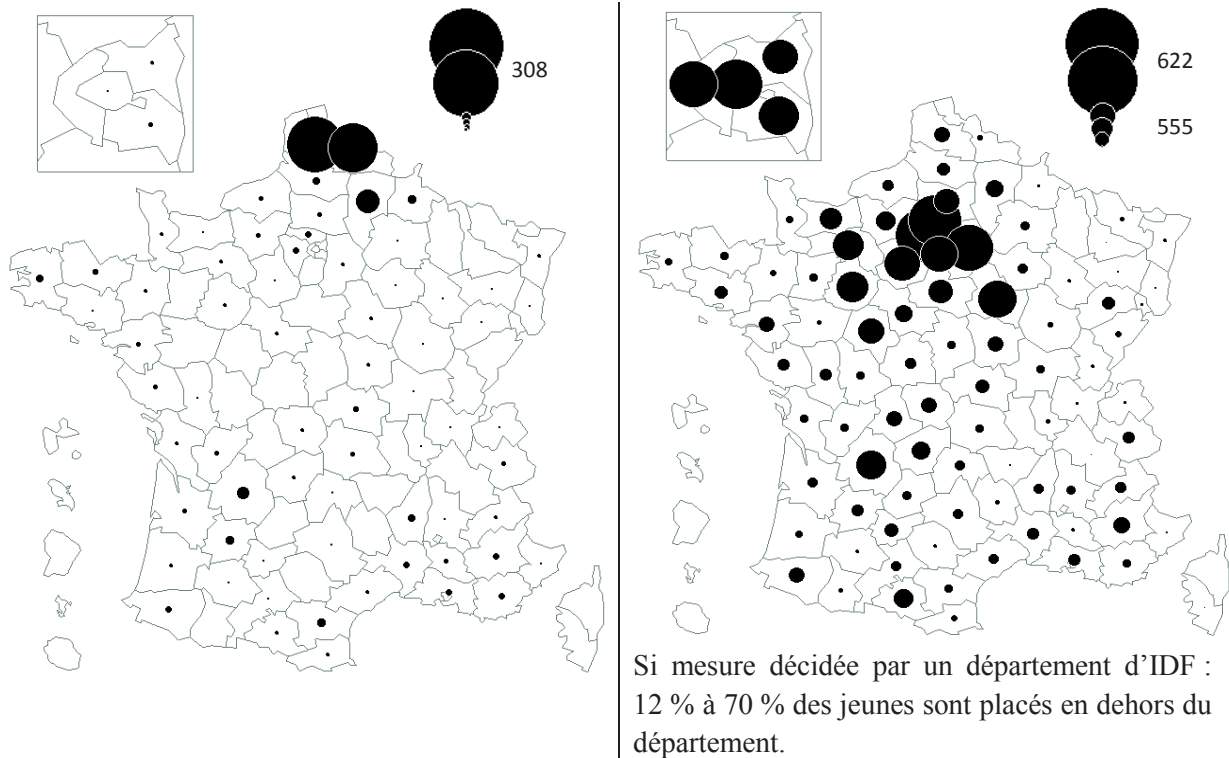 308
622
555
Si mesure décidée par un département d’IDF :
12 % à 70 % des jeunes sont placés en dehors du
département.